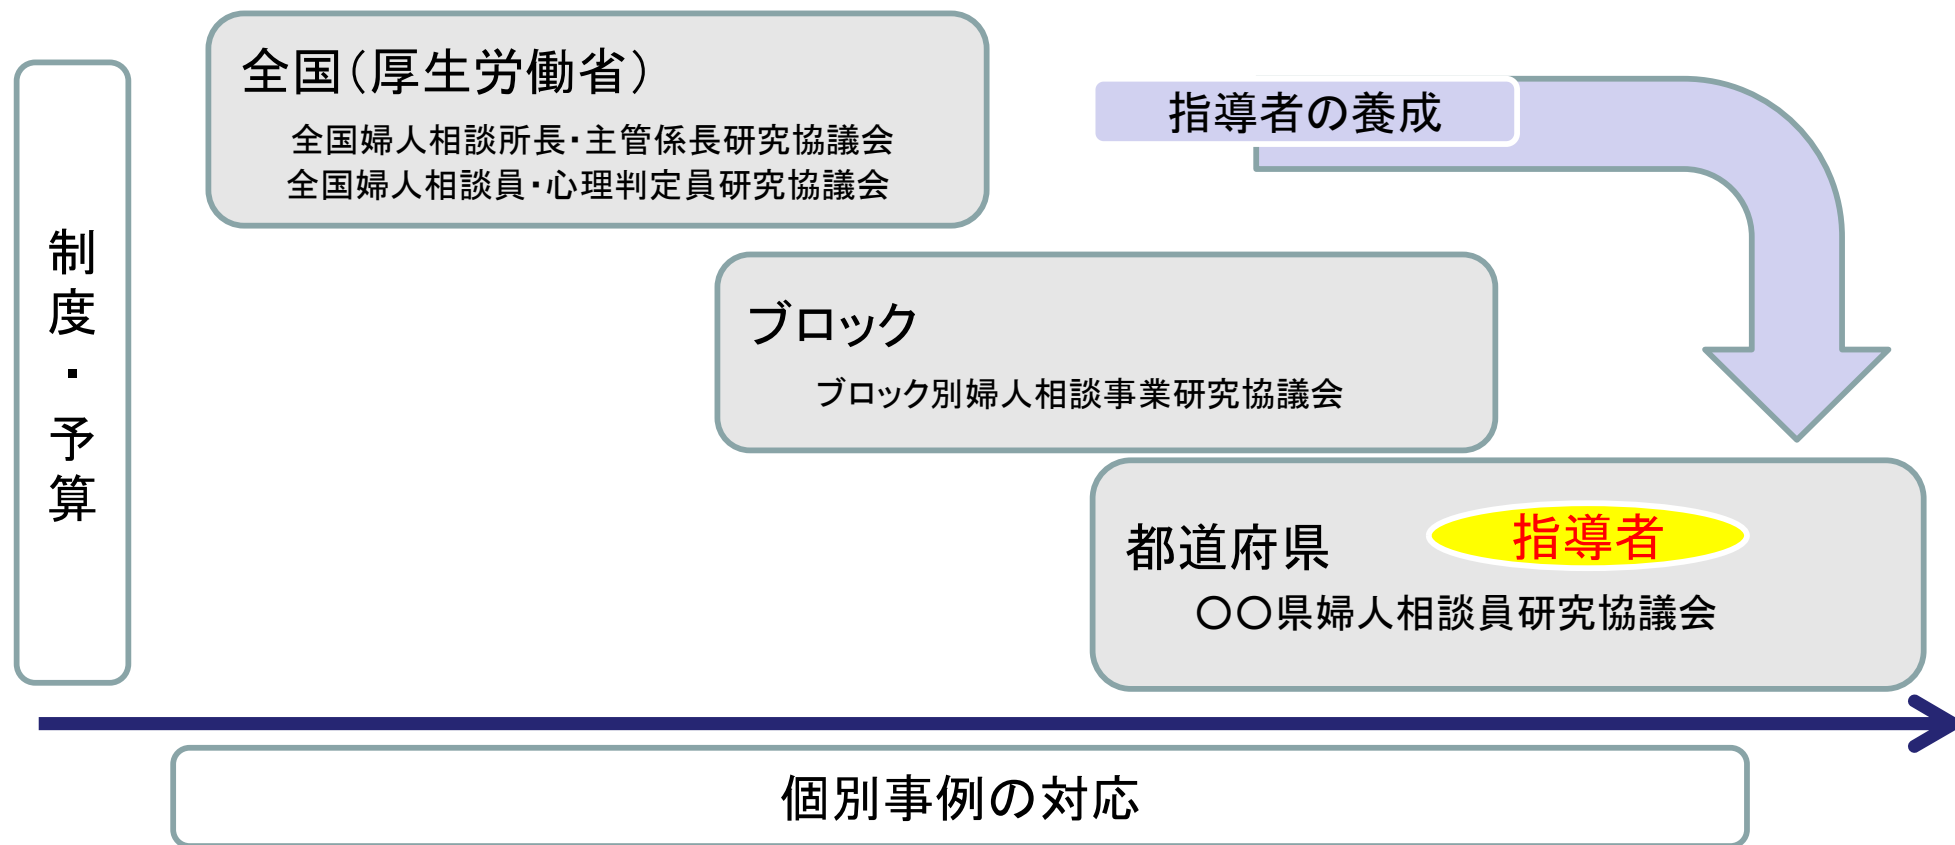 全国（厚生労働省）
全国婦人相談所長・主管係長研究協議会
全国婦人相談員・心理判定員研究協議会
指導者の養成
制度・予算
ブロック
ブロック別婦人相談事業研究協議会
都道府県
指導者
〇〇県婦人相談員研究協議会
個別事例の対応